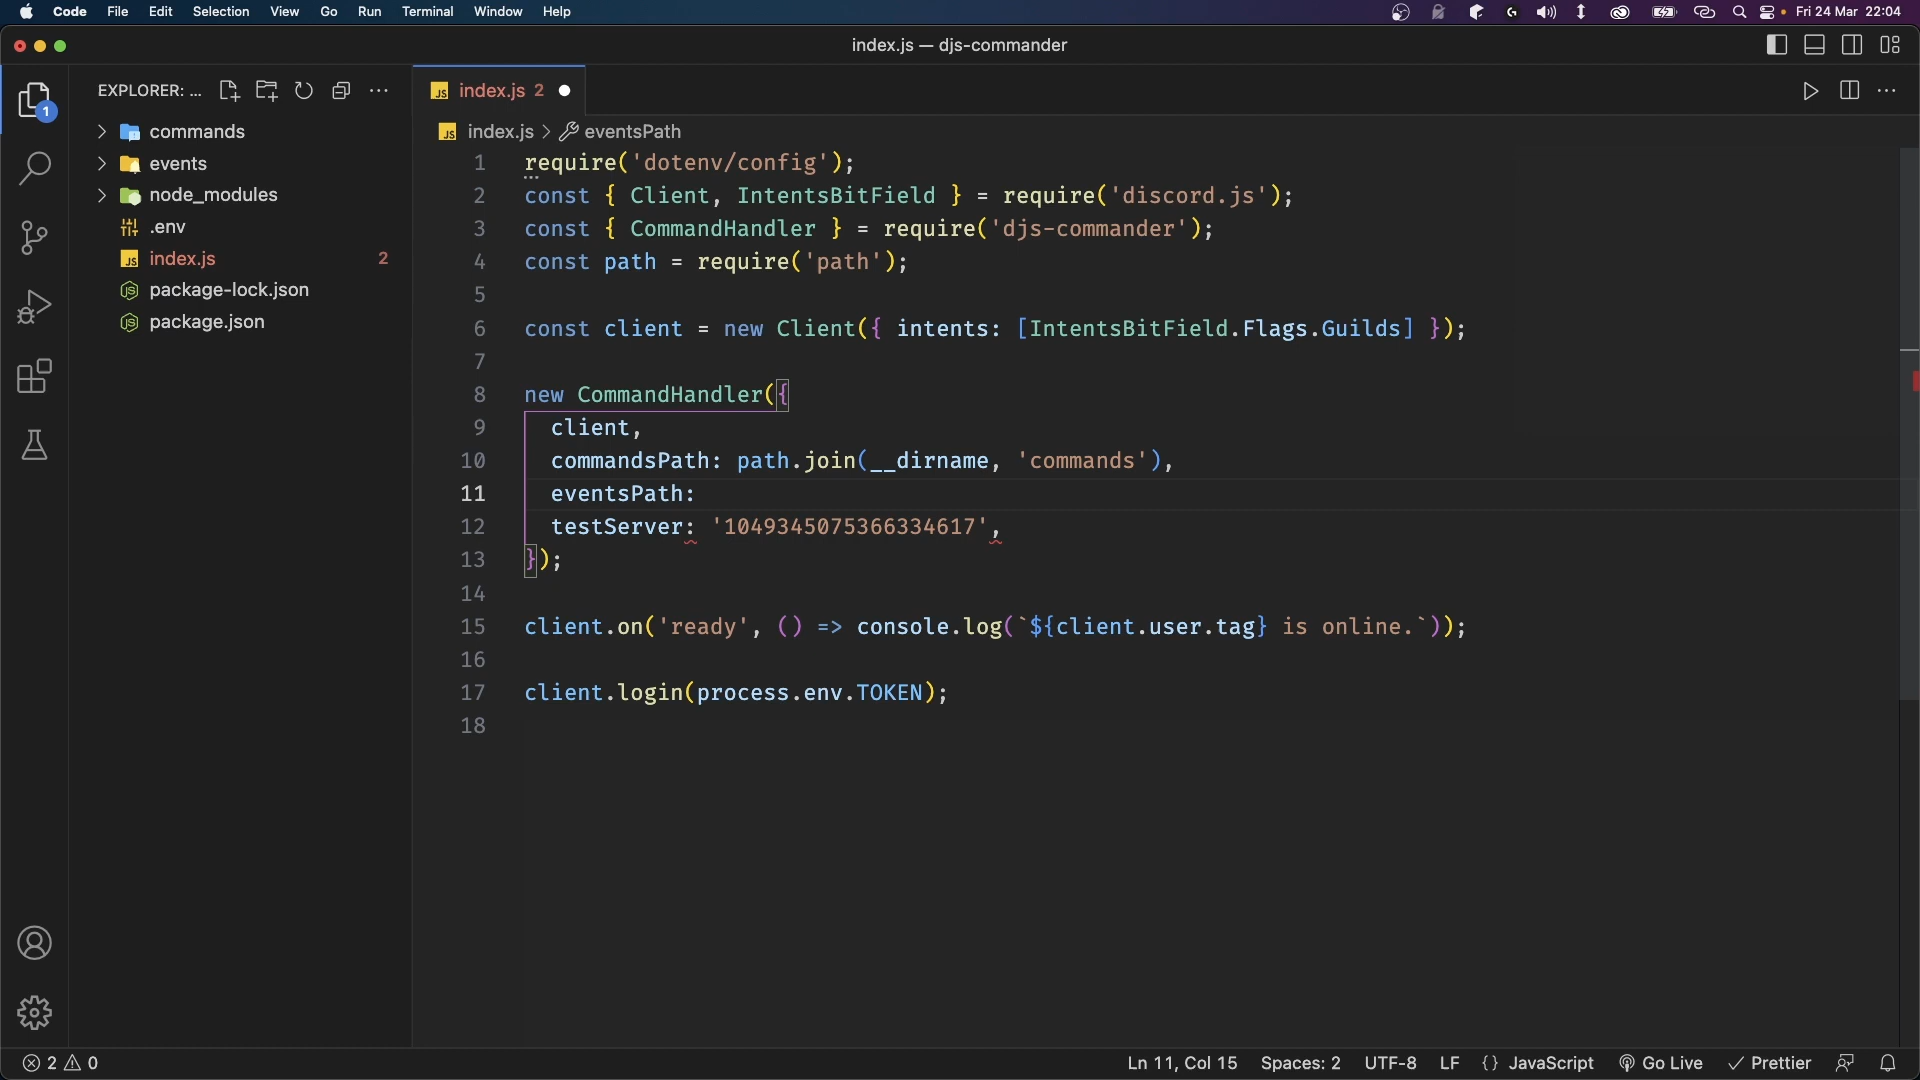 Code File Edit Selection View Go Run Terminal Window Help Fri 24 Mar 22:04
index.js — djs-commander
EXPLORER: ...
index.js 2
1
commands
index.js > eventsPath
events
node_modules
.env
index.js 2
package-lock.json
package.json
1 require('dotenv/config');
2 const { Client, IntentsBitField } = require('discord.js');
3 const { CommandHandler } = require('djs-commander');
4 const path = require('path');
5
6 const client = new Client({ intents: [IntentsBitField.Flags.Guilds] });
7
8 new CommandHandler({
9 client,
10 commandsPath: path.join(__dirname, 'commands'),
11 eventsPath:
12 testServer: '1049345075366334617',
13 });
14
15 client.on('ready', () => console.log(`${client.user.tag} is online.`));
16
17 client.login(process.env.TOKEN);
18
2 0 Ln 11, Col 15 Spaces: 2 UTF-8 LF {} JavaScript Go Live Prettier